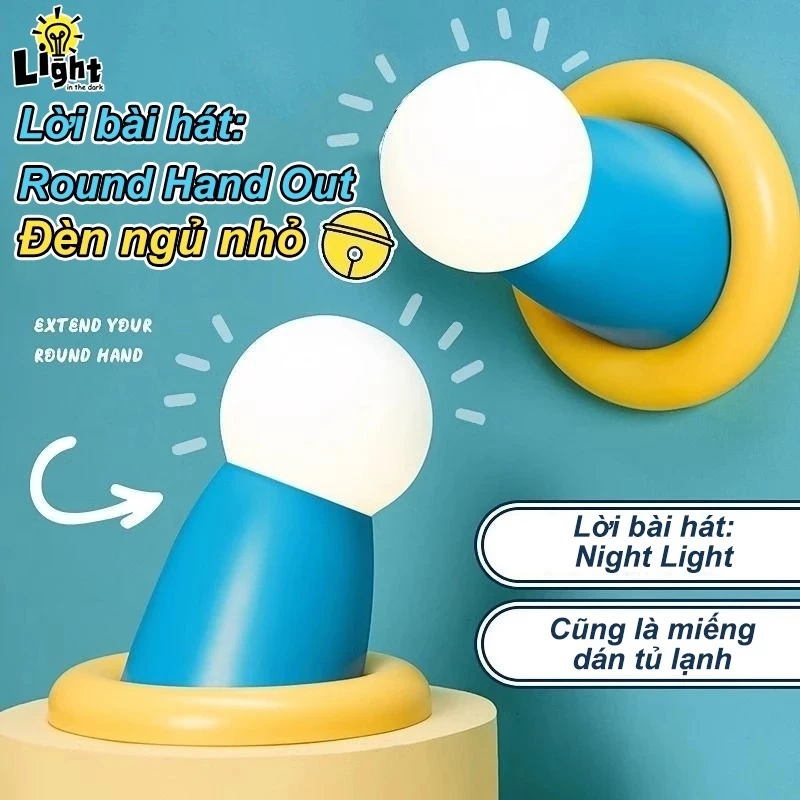 Light
in the dark
Lời bài hát:
Round Hand Out
Đèn ngủ nhỏ
EXTEND YOUR
ROUND HAND
Lời bài hát:
Night Light
Cũng là miếng
dán tủ lạnh